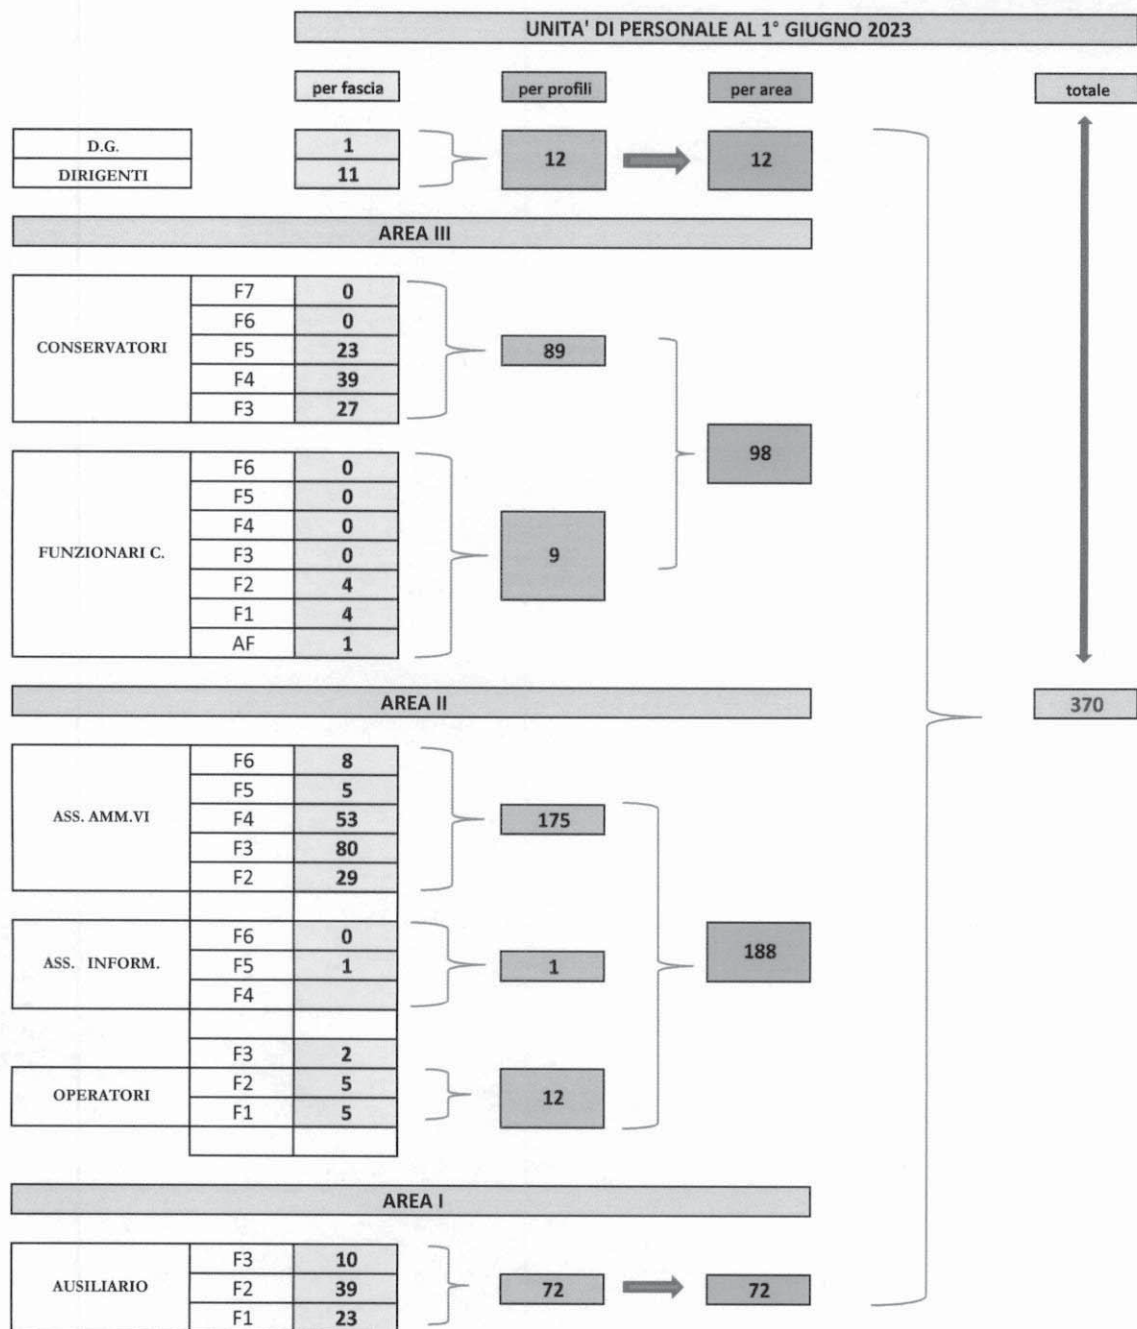 UNITA' DI PERSONALE AL 1° GIUGNO 2023
per fascia per profili per area totale
D.G. 1
DIRIGENTI 11
12 12
AREA III
F7 0
F6 0
CONSERVATORI F5 23 89
F4 39
F3 27
98
F6 0
F5 0
F4 0
FUNZIONARI C. F3 0 9
F2 4
F1 4
AF 1
AREA II 370
F6 8
F5 5
ASS. AMM.VI F4 53 175
F3 80
F2 29
F6 0
ASS. INFORM. F5 1 1 188
F4
F3 2
OPERATORI F2 5 12
F1 5
AREA I
F3 10
AUSILIARIO F2 39 72 72
F1 23